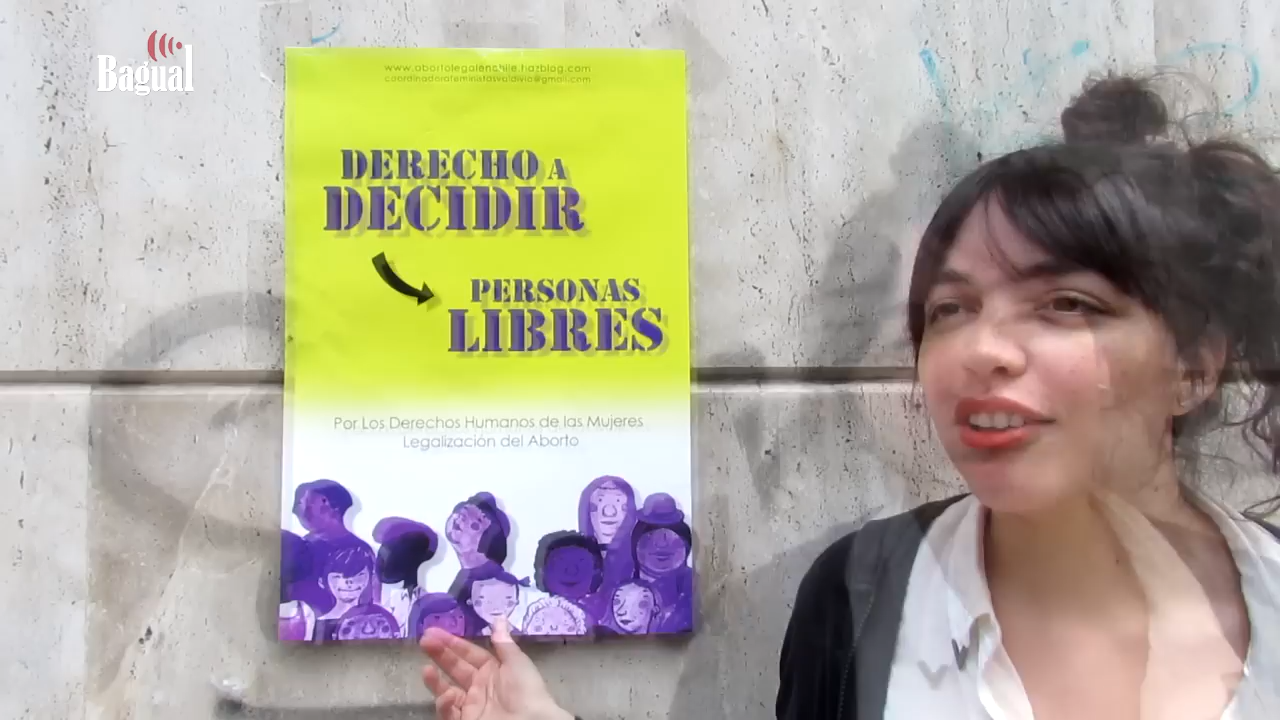 Bagual
www.abortolegalenchile.hazblog.com
coordinadorafeministasvaldivia@gmail.com
DERECHO A
DECIDIR
PERSONAS
LIBRES
Por Los Derechos Humanos de las Mujeres
Legalización del Aborto